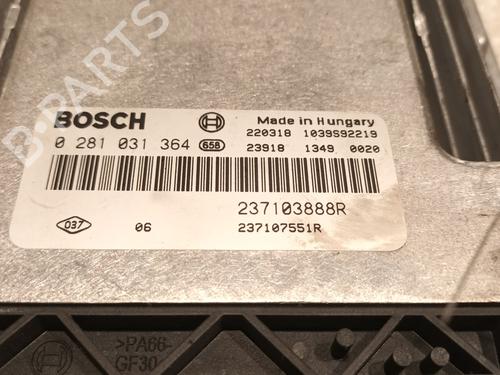 B-PARTS
BOSCH
Made in Hungary
220318 1039S92219
0 281 031 364 658
23918 1349 0020
237103888R
037 06 237107551R
>PA66-
GF30